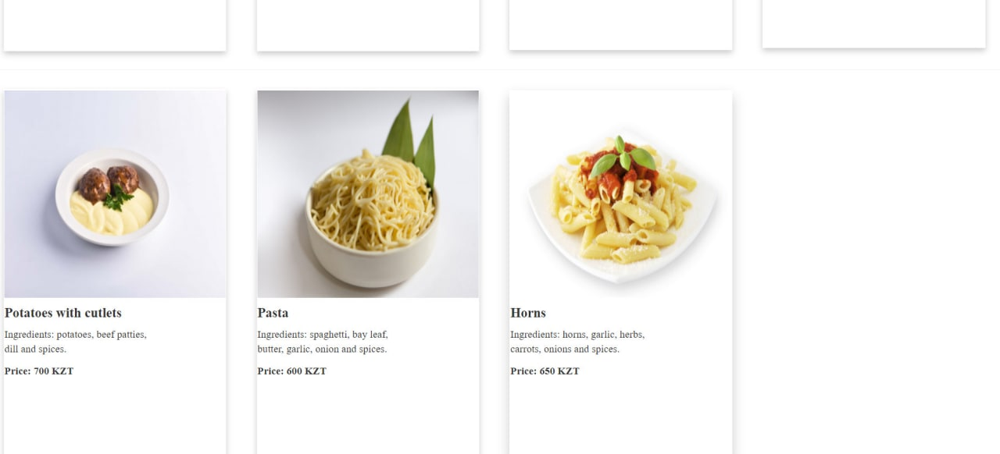 Potatoes with cutlets
Ingredients: potatoes, beef patties,
dill and spices.
Price: 700 KZT
Pasta
Ingredients: spaghetti, bay leaf,
butter, garlic, onion and spices.
Price: 600 KZT
Horns
Ingredients: horns, garlic, herbs,
carrots, onions and spices.
Price: 650 KZT